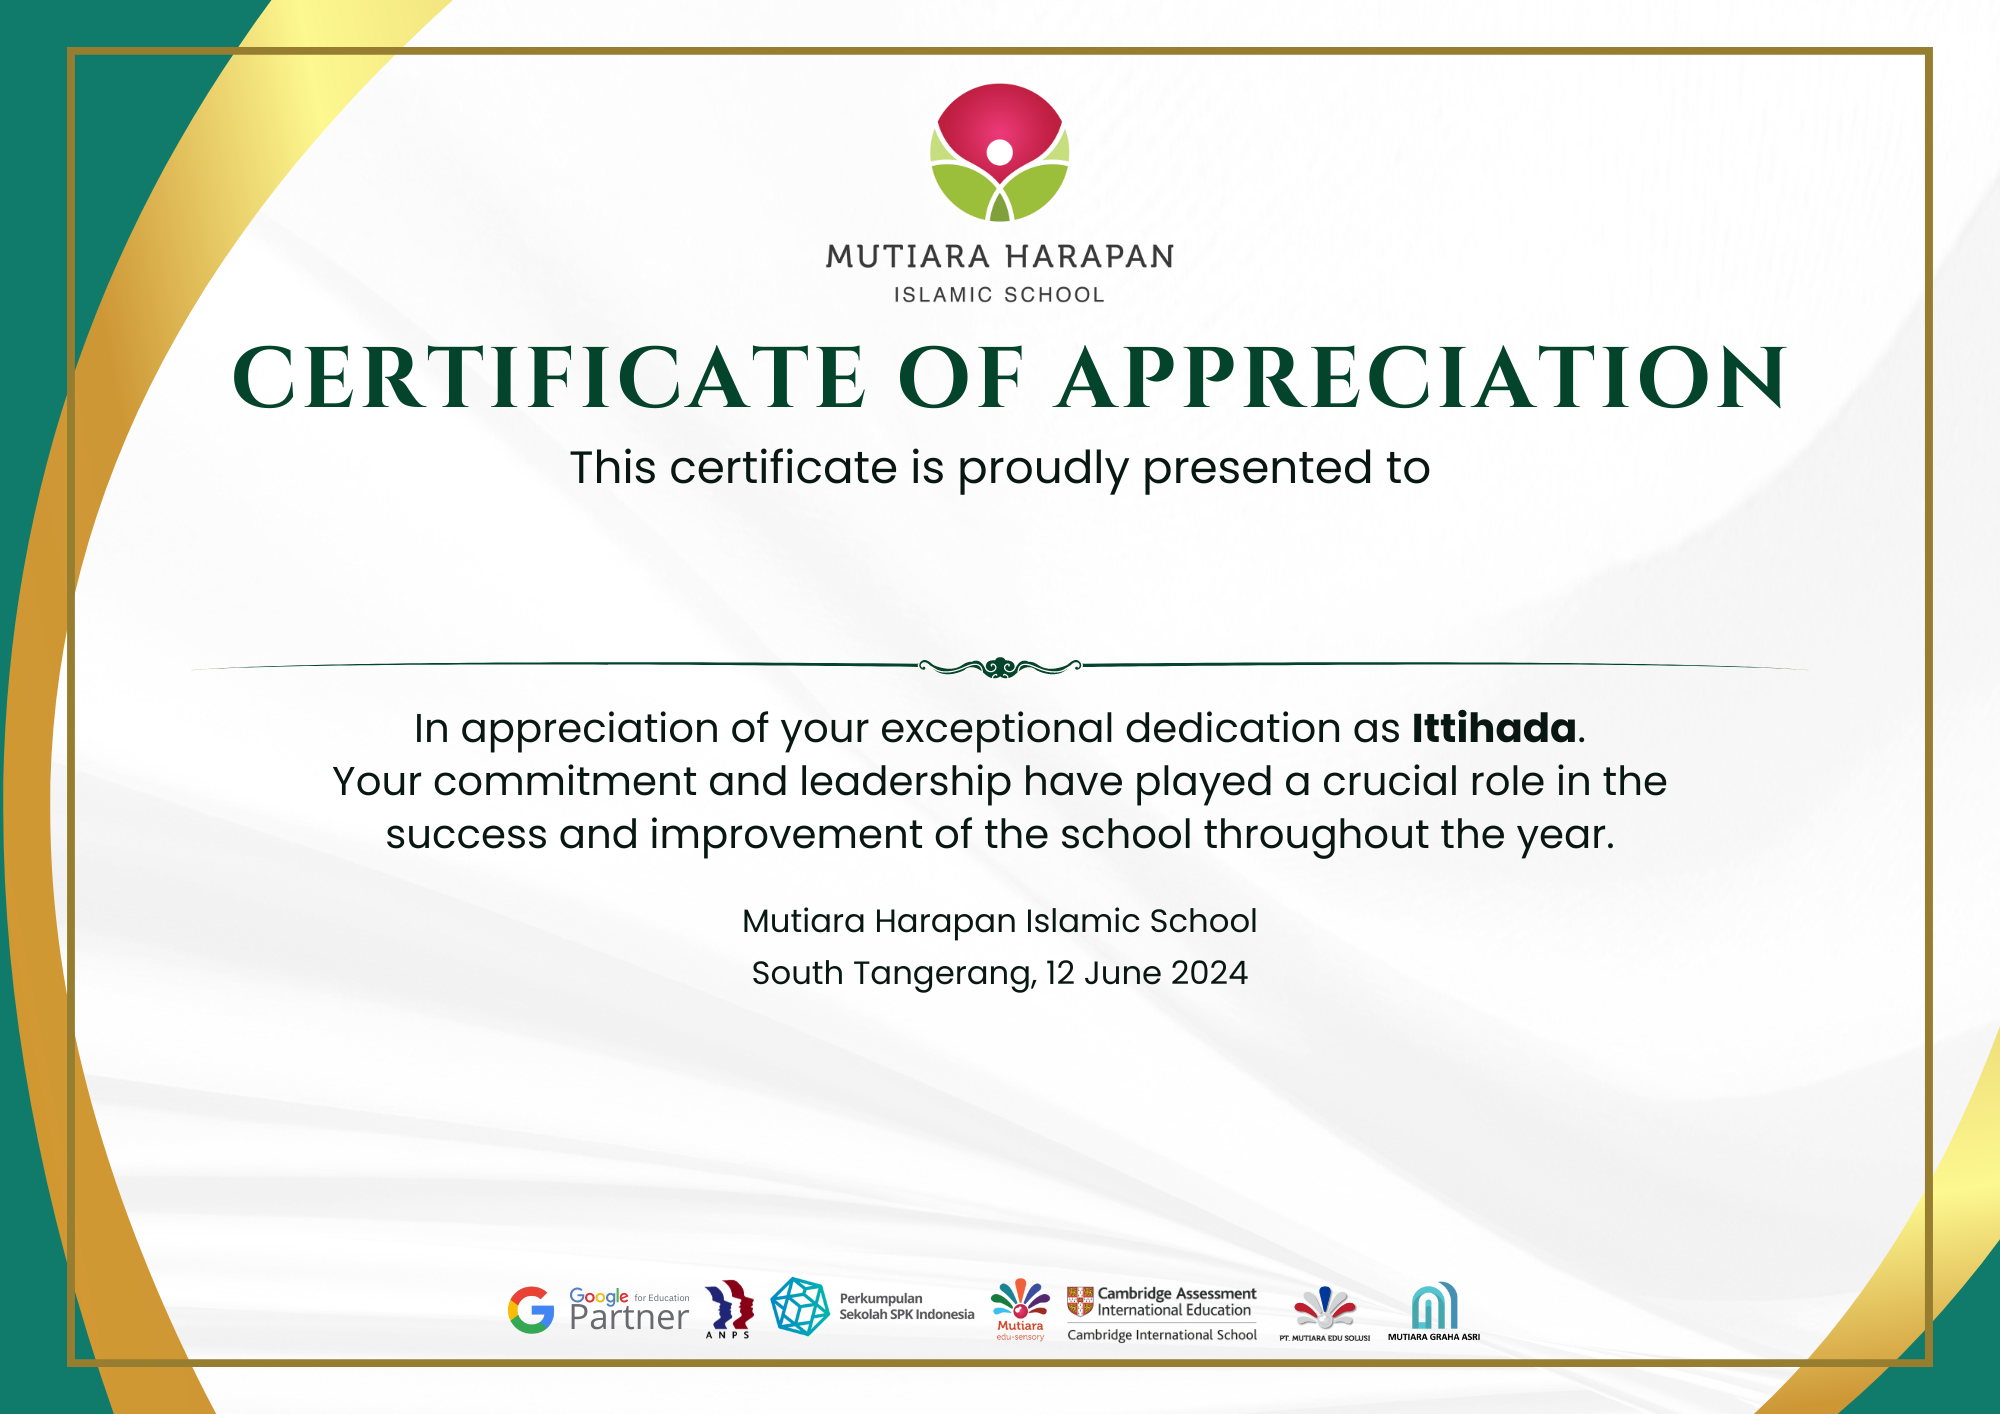 MUTIARA HARAPAN
ISLAMIC SCHOOL
CERTIFICATE OF APPRECIATION
This certificate is proudly presented to
In appreciation of your exceptional dedication as Ittihada.
Your commitment and leadership have played a crucial role in the
success and improvement of the school throughout the year.
Mutiara Harapan Islamic School
South Tangerang, 12 June 2024
Google for Education
Partner
ANPS
Perkumpulan
Sekolah SPK Indonesia
Mutiara
edu-sensory
Cambridge Assessment
International Education
Cambridge International School
PT. MUTIARA EDU SOLUSI
MUTIARA GRAHA ASRI